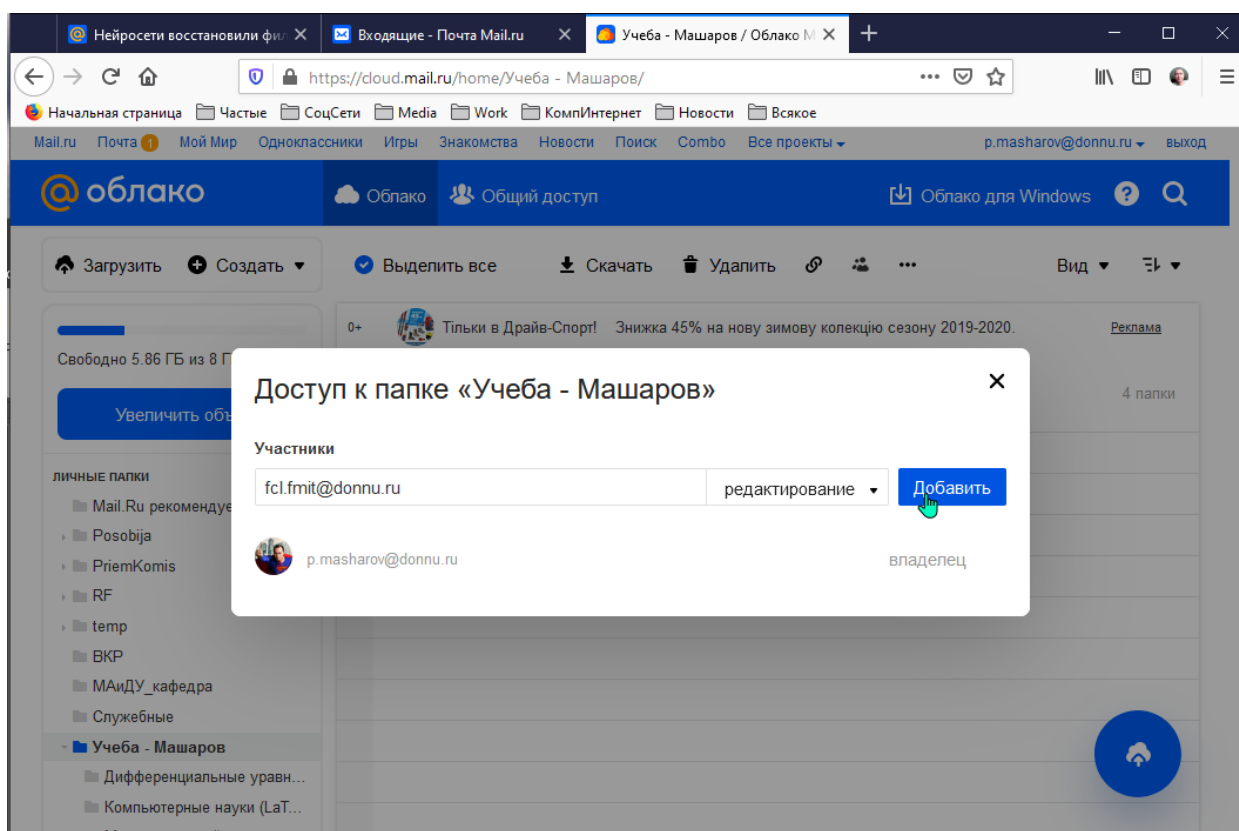 Нейросети восстановили фил
Входящие - Почта Mail.ru
Учеба - Машаров / Облако М
https://cloud.mail.ru/home/Учеба - Машаров/
Начальная страница Частые СоцСети Media Work КомпИнтернет Новости Всякое
Mail.ru Почта 1 Мой Мир Одноклассники Игры Знакомства Новости Поиск Combo Все проекты p.masharov@donnu.ru выход
@ облако Облако Общий доступ Облако для Windows ?
Загрузить Создать Выделить все Скачать Удалить Вид
0+ Тільки в Драйв-Спорт! Знижка 45% на нову зимову колекцію сезону 2019-2020. Реклама
Свободно 5.86 ГБ из 8 Г
Увеличить объ
4 папки
Доступ к папке «Учеба - Машаров»
Участники
fcl.fmit@donnu.ru редактирование Добавить
p.masharov@donnu.ru владелец
ЛИЧНЫЕ ПАПКИ
Mail.Ru рекомендуе
Posobija
PriemKomis
RF
temp
ВКР
МАиДУ_кафедра
Служебные
Учеба - Машаров
Дифференциальные уравн...
Компьютерные науки (LaT...